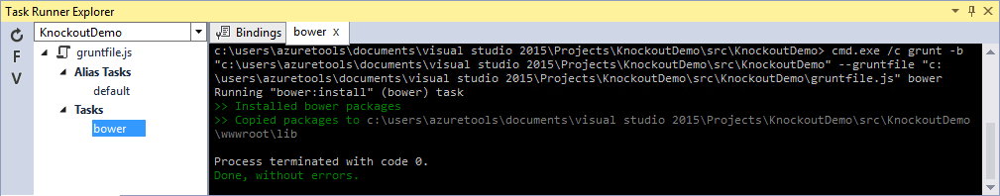 Task Runner Explorer
KnockoutDemo
F
V
gruntfile.js
Alias Tasks
default
Tasks
bower
Bindings
bower X
c:\users\azuretools\documents\visual studio 2015\Projects\KnockoutDemo\src\KnockoutDemo> cmd.exe /c grunt -b
"c:\users\azuretools\documents\visual studio 2015\Projects\KnockoutDemo\src\KnockoutDemo" --gruntfile "c:
\users\azuretools\documents\visual studio 2015\Projects\KnockoutDemo\src\KnockoutDemo\gruntfile.js" bower
Running "bower:install" (bower) task
>> Installed bower packages
>> Copied packages to c:\users\azuretools\documents\visual studio 2015\Projects\KnockoutDemo\src\KnockoutDemo
\wwwroot\lib
Process terminated with code 0.
Done, without errors.